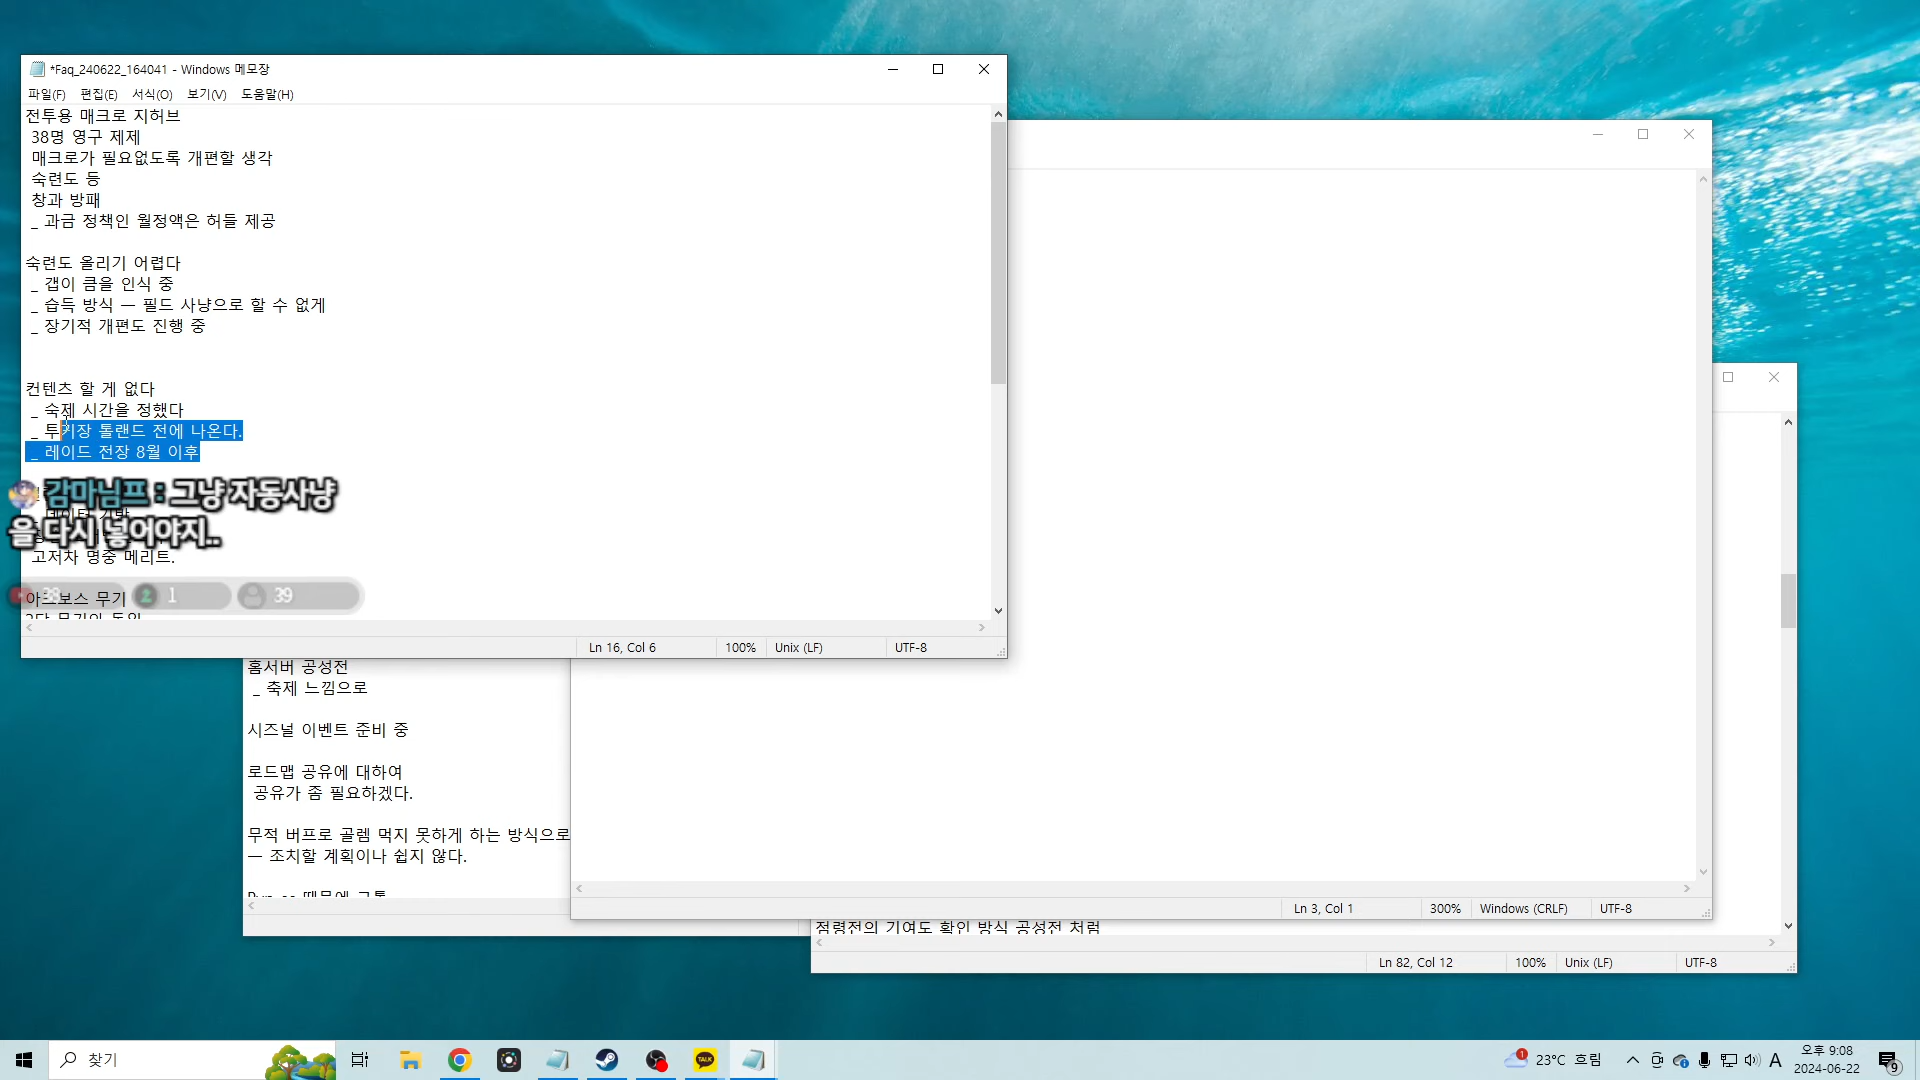 *Faq_240622_164041 - Windows 메모장
파일(F) 편집(E) 서식(O) 보기(V) 도움말(H)
전투용 매크로 지허브
38명 영구 제제
매크로가 필요없도록 개편할 생각
숙련도 등
창과 방패
_ 과금 정책인 월정액은 허들 제공
숙련도 올리기 어렵다
_ 갭이 큼을 인식 중
_ 습득 방식 — 필드 사냥으로 할 수 없게
_ 장기적 개편도 진행 중
컨텐츠 할 게 없다
_ 숙제 시간을 정했다
_ 투기장 톨랜드 전에 나온다.
_ 레이드 전장 8월 이후
감마님프 : 그냥 자동사냥
을 다시 넣어야지..
데이터 기반
고저차 명중 메리트.
아크보스 무기
38 1 39
Ln 16, Col 6 100% Unix (LF) UTF-8
홈서버 공성전
_ 축제 느낌으로
시즈널 이벤트 준비 중
로드맵 공유에 대하여
공유가 좀 필요하겠다.
무적 버프로 골렘 먹지 못하게 하는 방식으로
— 조치할 계획이나 쉽지 않다.
Ln 3, Col 1 300% Windows (CRLF) UTF-8
점령전의 기여도 확인 방식 공성전 처럼
Ln 82, Col 12 100% Unix (LF) UTF-8
찾기
TALK
1 23°C 흐림 A 오후 9:08
2024-06-22
9